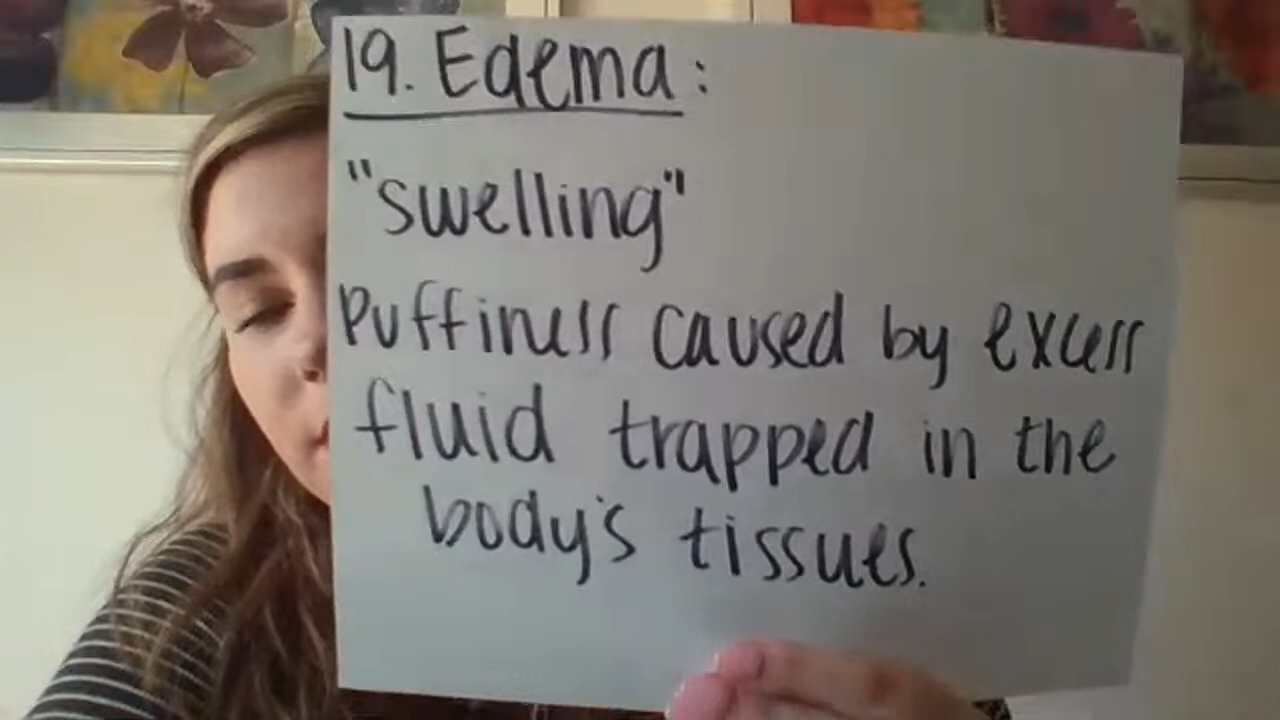 19. Edema:
"swelling"
Puffiness caused by excess
fluid trapped in the
body's tissues.